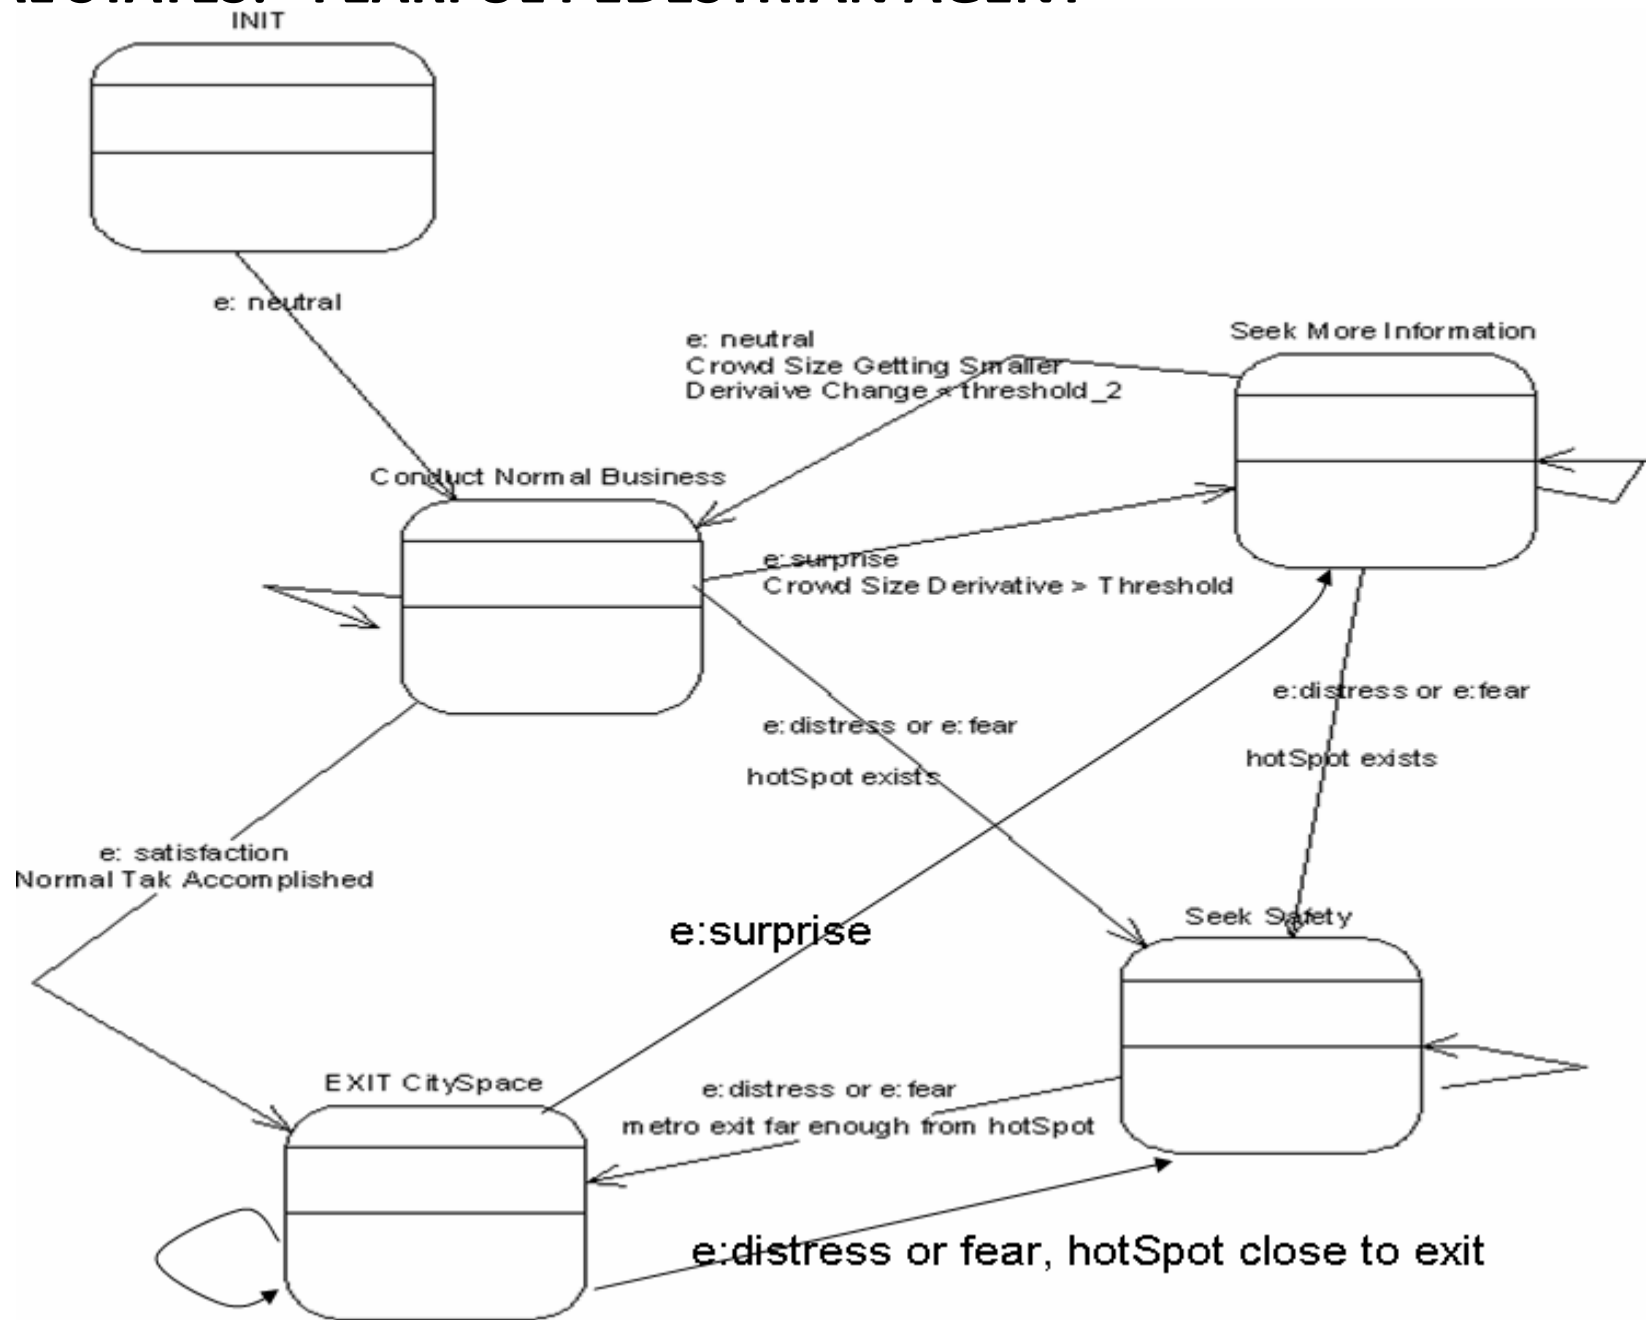 INIT
e: neutral
e: neutral
Crowd Size Getting Smaller
Derivaive Change < threshold_2
Seek More Information
Conduct Normal Business
e:surprise
Crowd Size Derivative > Threshold
e:distress or e:fear
hotSpot exists
e:distress or e:fear
hotSpot exists
e: satisfaction
Normal Tak Accomplished
e:surprise
Seek Safety
EXIT CitySpace
e:distress or e:fear
metro exit far enough from hotSpot
e:distress or fear, hotSpot close to exit